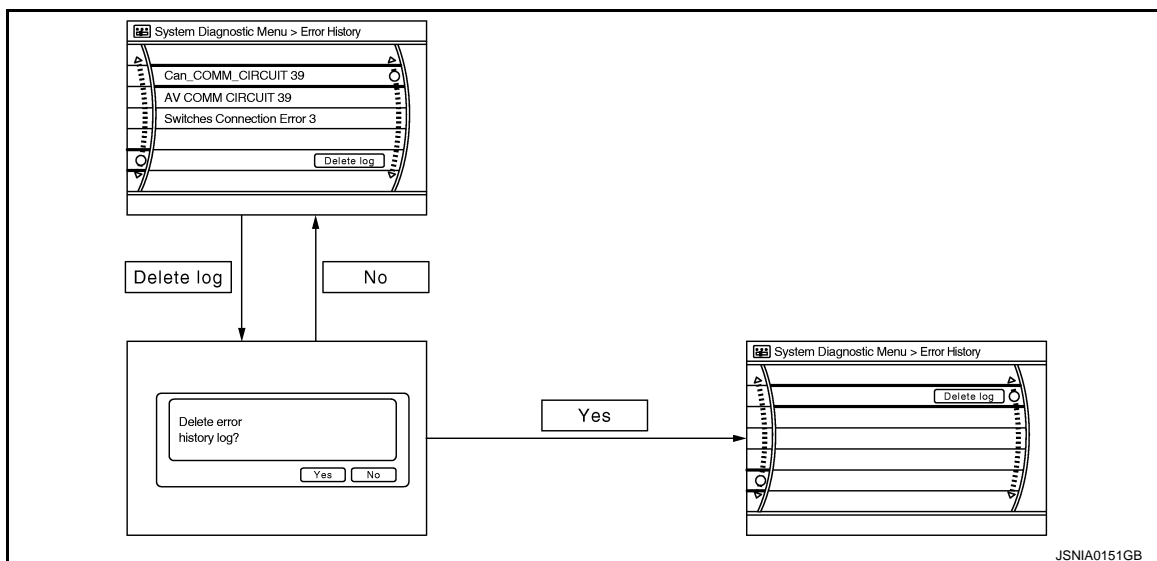 System Diagnostic Menu > Error History
Can_COMM_CIRCUIT 39
AV COMM CIRCUIT 39
Switches Connection Error 3
Delete log
Delete log
No
Delete error
history log?
Yes
No
Yes
System Diagnostic Menu > Error History
Delete log
JSNIA0151GB